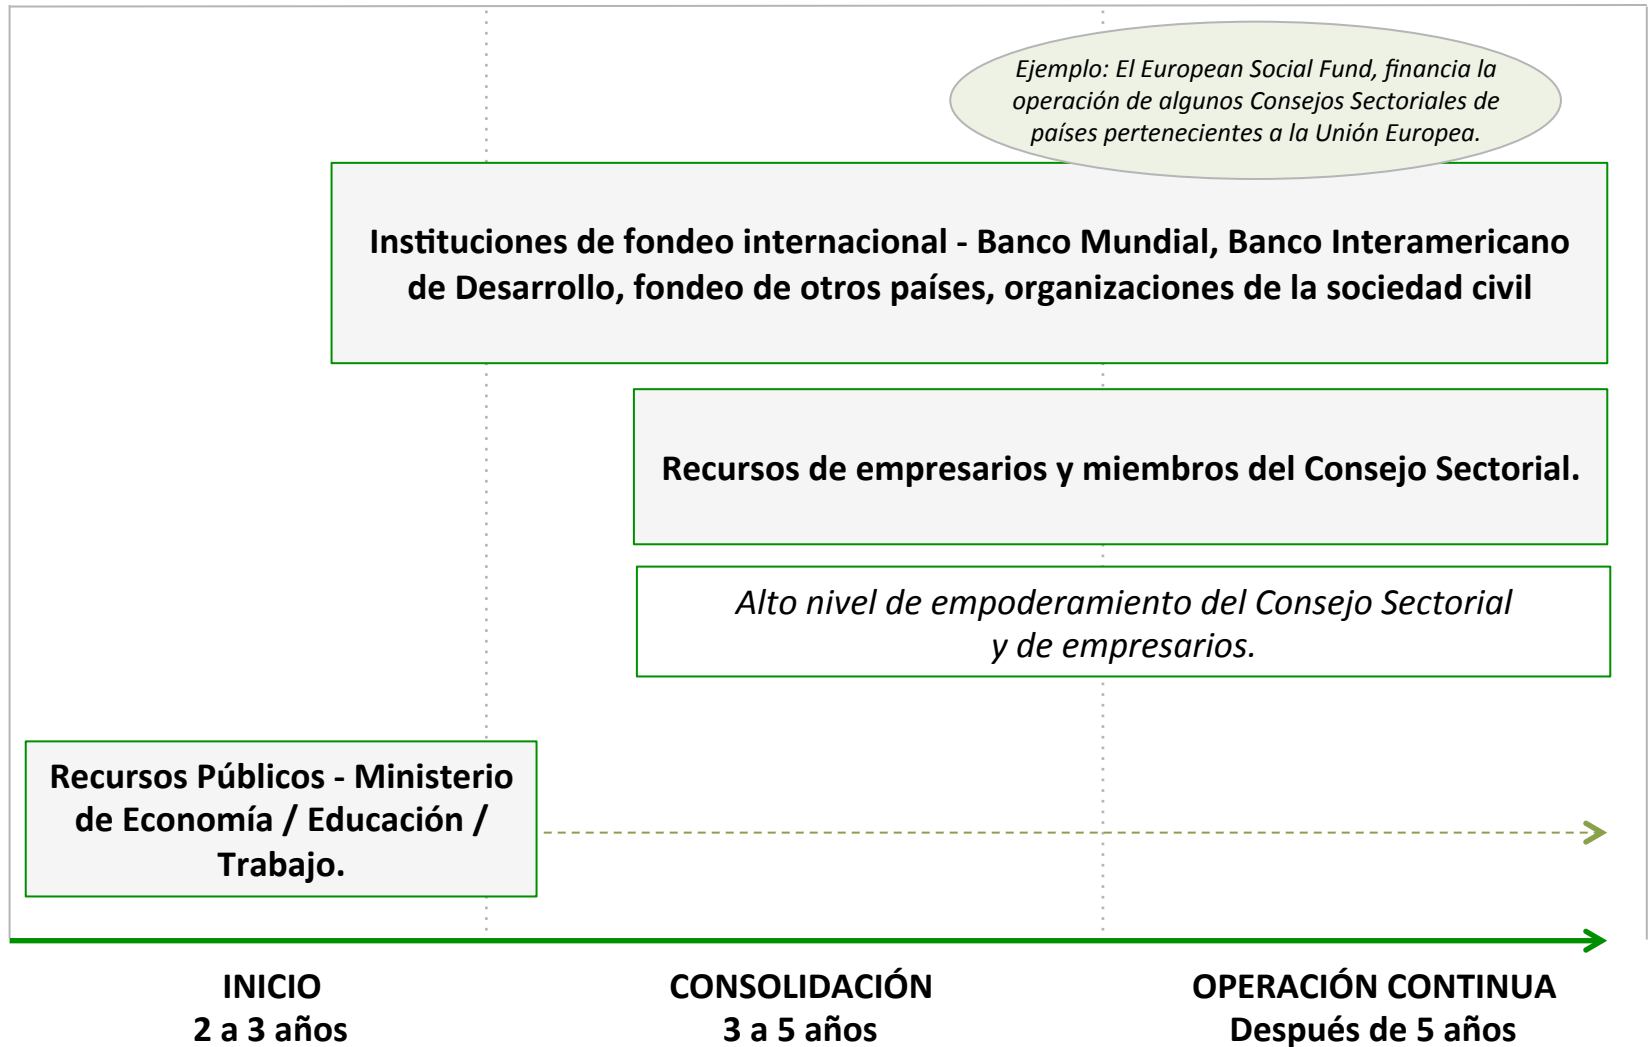 Ejemplo: El European Social Fund, financia la
operación de algunos Consejos Sectoriales de
países pertenecientes a la Unión Europea.
Instituciones de fondeo internacional - Banco Mundial, Banco Interamericano
de Desarrollo, fondeo de otros países, organizaciones de la sociedad civil
Recursos de empresarios y miembros del Consejo Sectorial.
Alto nivel de empoderamiento del Consejo Sectorial
y de empresarios.
Recursos Públicos - Ministerio
de Economía / Educación /
Trabajo.
INICIO
2 a 3 años
CONSOLIDACIÓN
3 a 5 años
OPERACIÓN CONTINUA
Después de 5 años